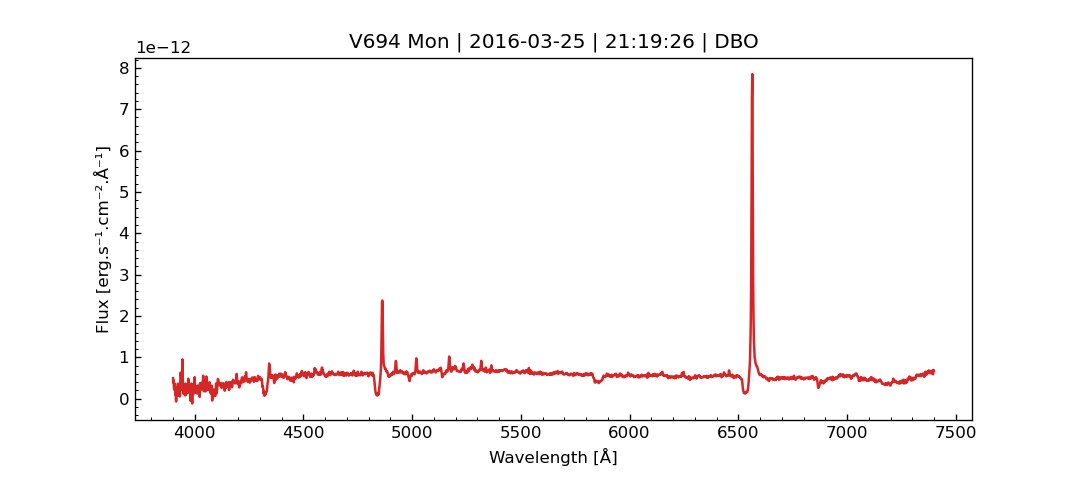 V694 Mon | 2016-03-25 | 21:19:26 | DBO
1e−12
8
7
6
5
4
3
2
1
0
Flux [erg.s⁻¹.cm⁻².Å⁻¹]
4000 4500 5000 5500 6000 6500 7000 7500
Wavelength [Å]